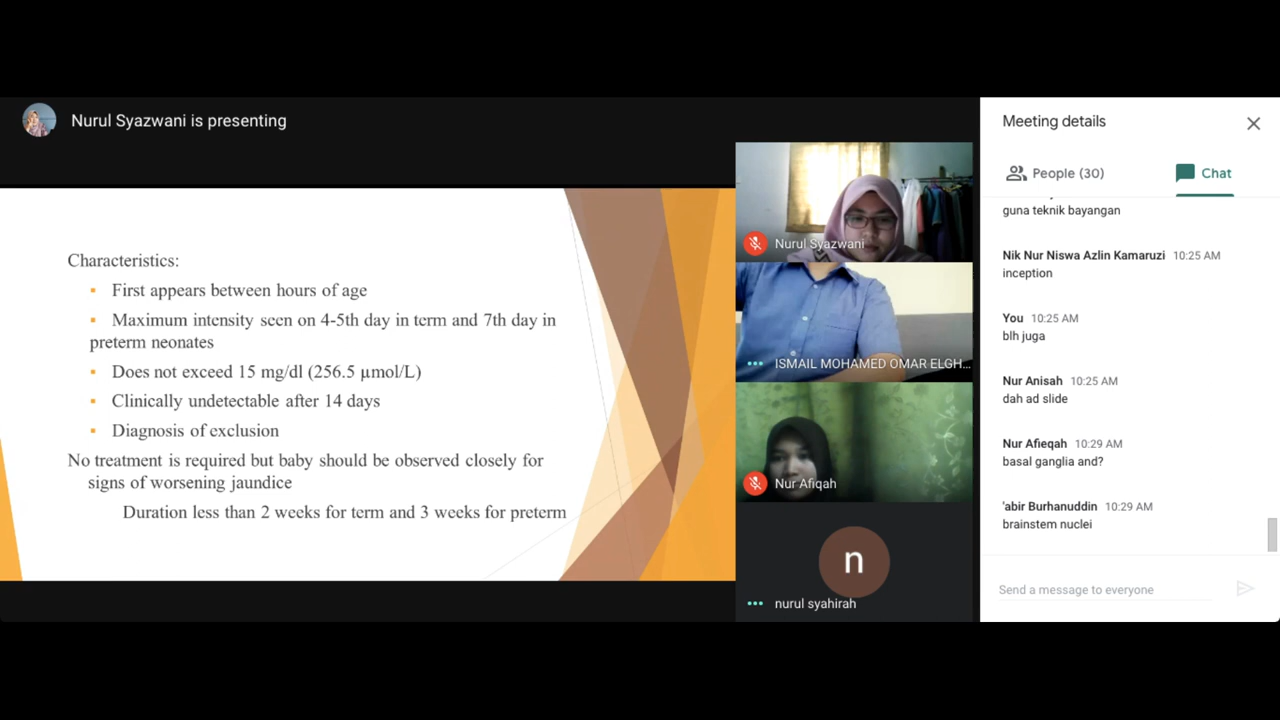 Nurul Syazwani is presenting
Characteristics:
▪ First appears between hours of age
▪ Maximum intensity seen on 4-5th day in term and 7th day in
preterm neonates
▪ Does not exceed 15 mg/dl (256.5 µmol/L)
▪ Clinically undetectable after 14 days
▪ Diagnosis of exclusion
No treatment is required but baby should be observed closely for
signs of worsening jaundice
Duration less than 2 weeks for term and 3 weeks for preterm
Nurul Syazwani
ISMAIL MOHAMED OMAR ELGH...
Nur Afiqah
n
nurul syahirah
Meeting details
People (30)
Chat
guna teknik bayangan
Nik Nur Niswa Azlin Kamaruzi 10:25 AM
inception
You 10:25 AM
blh juga
Nur Anisah 10:25 AM
dah ad slide
Nur Afieqah 10:29 AM
basal ganglia and?
'abir Burhanuddin 10:29 AM
brainstem nuclei
Send a message to everyone